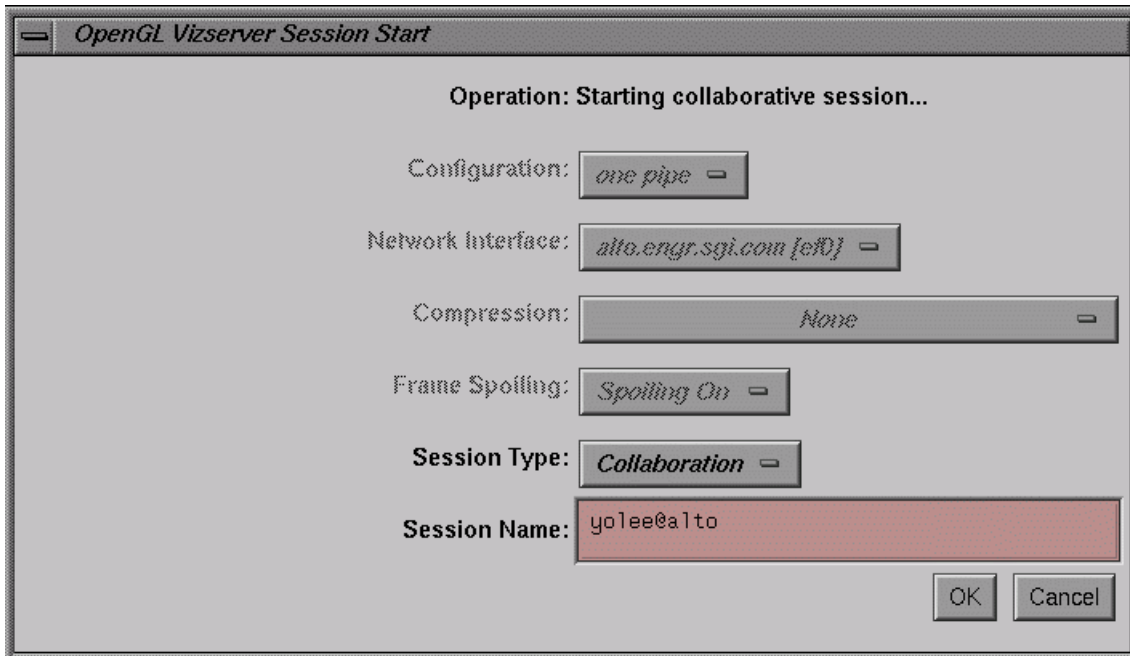 OpenGL Vizserver Session Start
Operation: Starting collaborative session...
Configuration: one pipe
Network Interface: alto.engr.sgi.com [ef0]
Compression: None
Frame Spoiling: Spoiling On
Session Type: Collaboration
Session Name: yolee@alto
OK Cancel